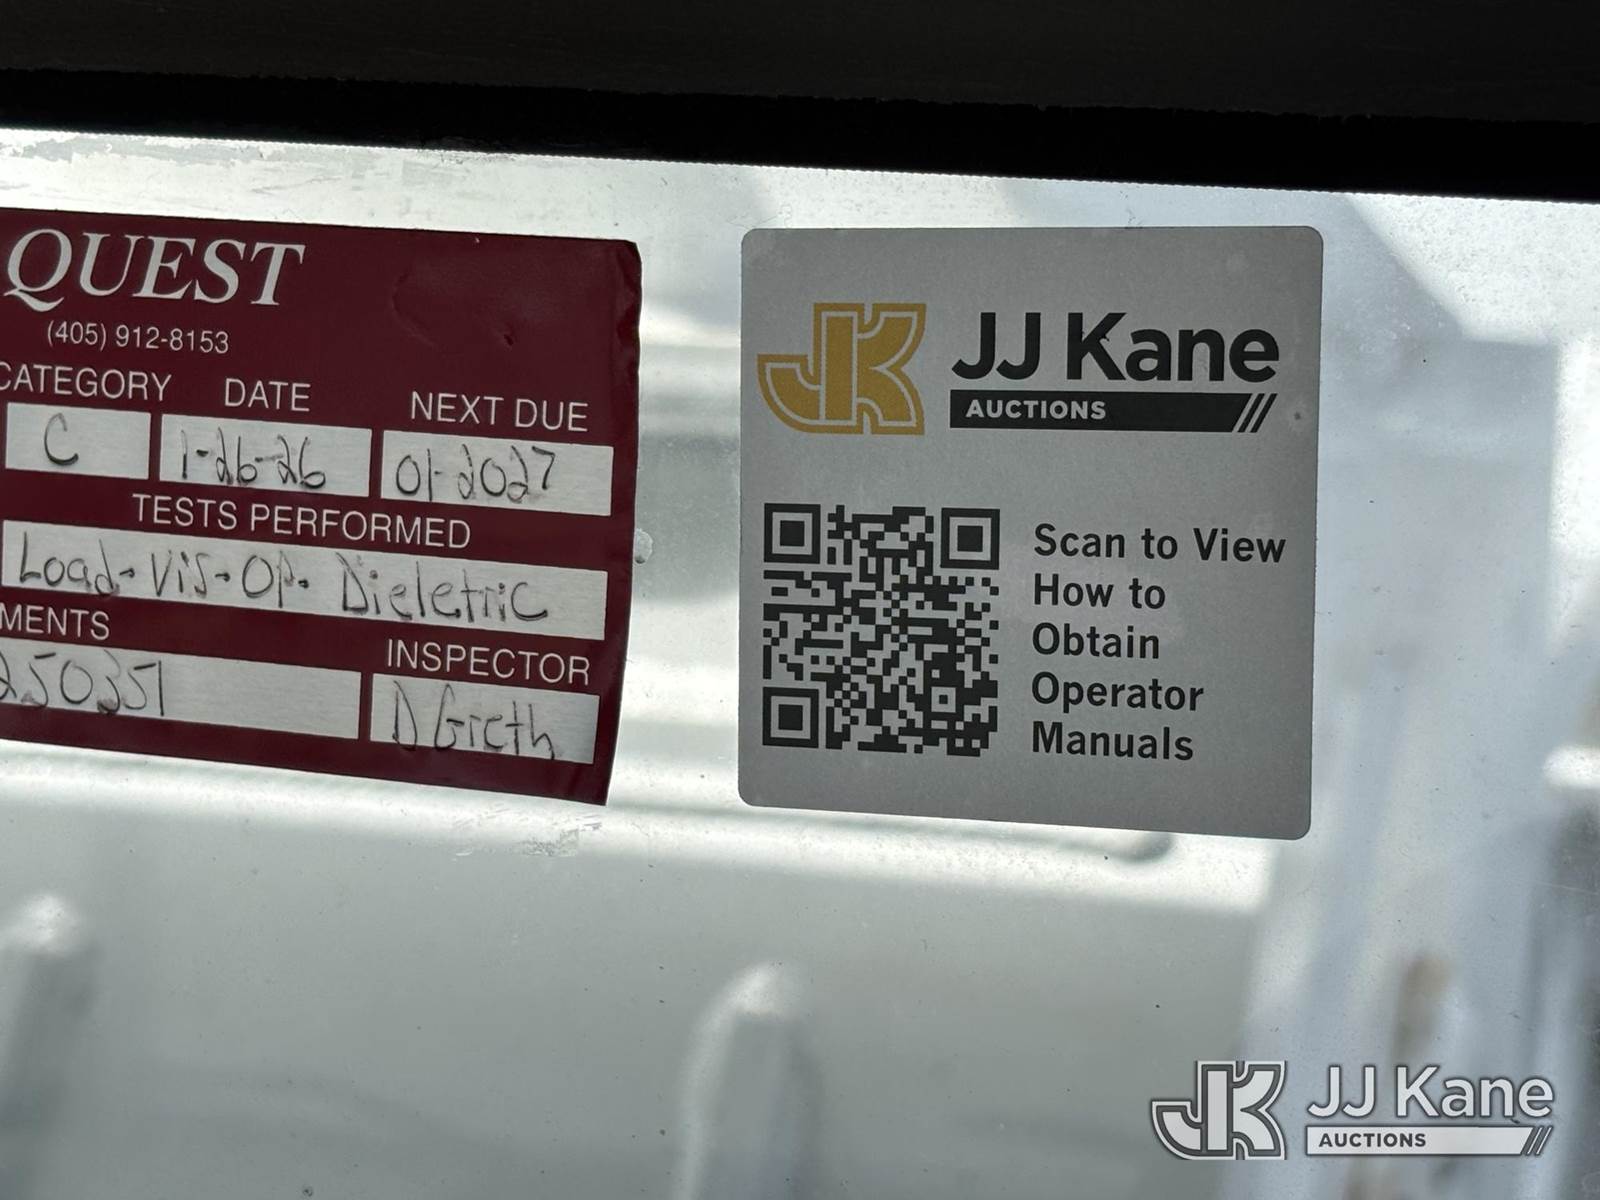 QUEST
(405) 912-8153
CATEGORY DATE NEXT DUE
C 1-26-26 01-2027
TESTS PERFORMED
Load-Vis-Op- Dieletric
MENTS INSPECTOR
250351 D Greth
JJ Kane
AUCTIONS
Scan to View
How to
Obtain
Operator
Manuals
JJ Kane
AUCTIONS